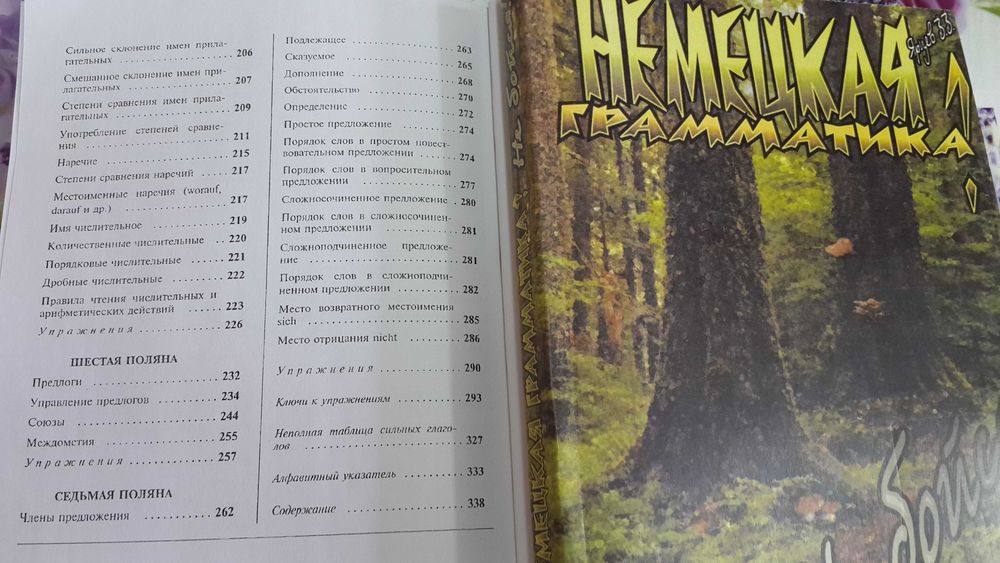 Сильное склонение имен прила-
гательных ............ 206
Смешанное склонение имен при-
лагательных ............ 207
Степени сравнения имен прила-
гательных ............ 209
Употребление степеней сравне-
ния ............ 211
Наречие ............ 215
Степени сравнения наречий .... 217
Местоименные наречия (worauf,
darauf и др.) ............ 217
Имя числительное ............ 219
Количественные числительные .. 220
Порядковые числительные ..... 221
Дробные числительные ........ 222
Правила чтения числительных и
арифметических действий ...... 223
Упражнения ............ 226
ШЕСТАЯ ПОЛЯНА
Предлоги ............ 232
Управление предлогов ......... 234
Союзы ............ 244
Междометия ............ 255
Упражнения ............ 257
СЕДЬМАЯ ПОЛЯНА
Члены предложения .......... 262
Подлежащее ............ 263
Сказуемое ............ 265
Дополнение ............ 268
Обстоятельство ............ 270
Определение ............ 272
Простое предложение ......... 274
Порядок слов в простом повест-
вовательном предложении ..... 274
Порядок слов в вопросительном
предложении ............ 277
Сложносочиненное предложение . 280
Порядок слов в сложносочинен-
ном предложении ............ 281
Сложноподчиненное предложе-
ние ............ 281
Порядок слов в сложноподчи-
ненном предложении ......... 282
Место возвратного местоимения
sich ............ 285
Место отрицания nicht ........ 286
Упражнения ............ 290
Ключи к упражнениям ........ 293
Неполная таблица сильных глаго-
лов ............ 327
Алфавитный указатель ........ 333
Содержание ............ 338
НЕМЕЦКАЯ
ГРАММАТИКА
МЕЦКАЯ ГРАММАТИКА? Не